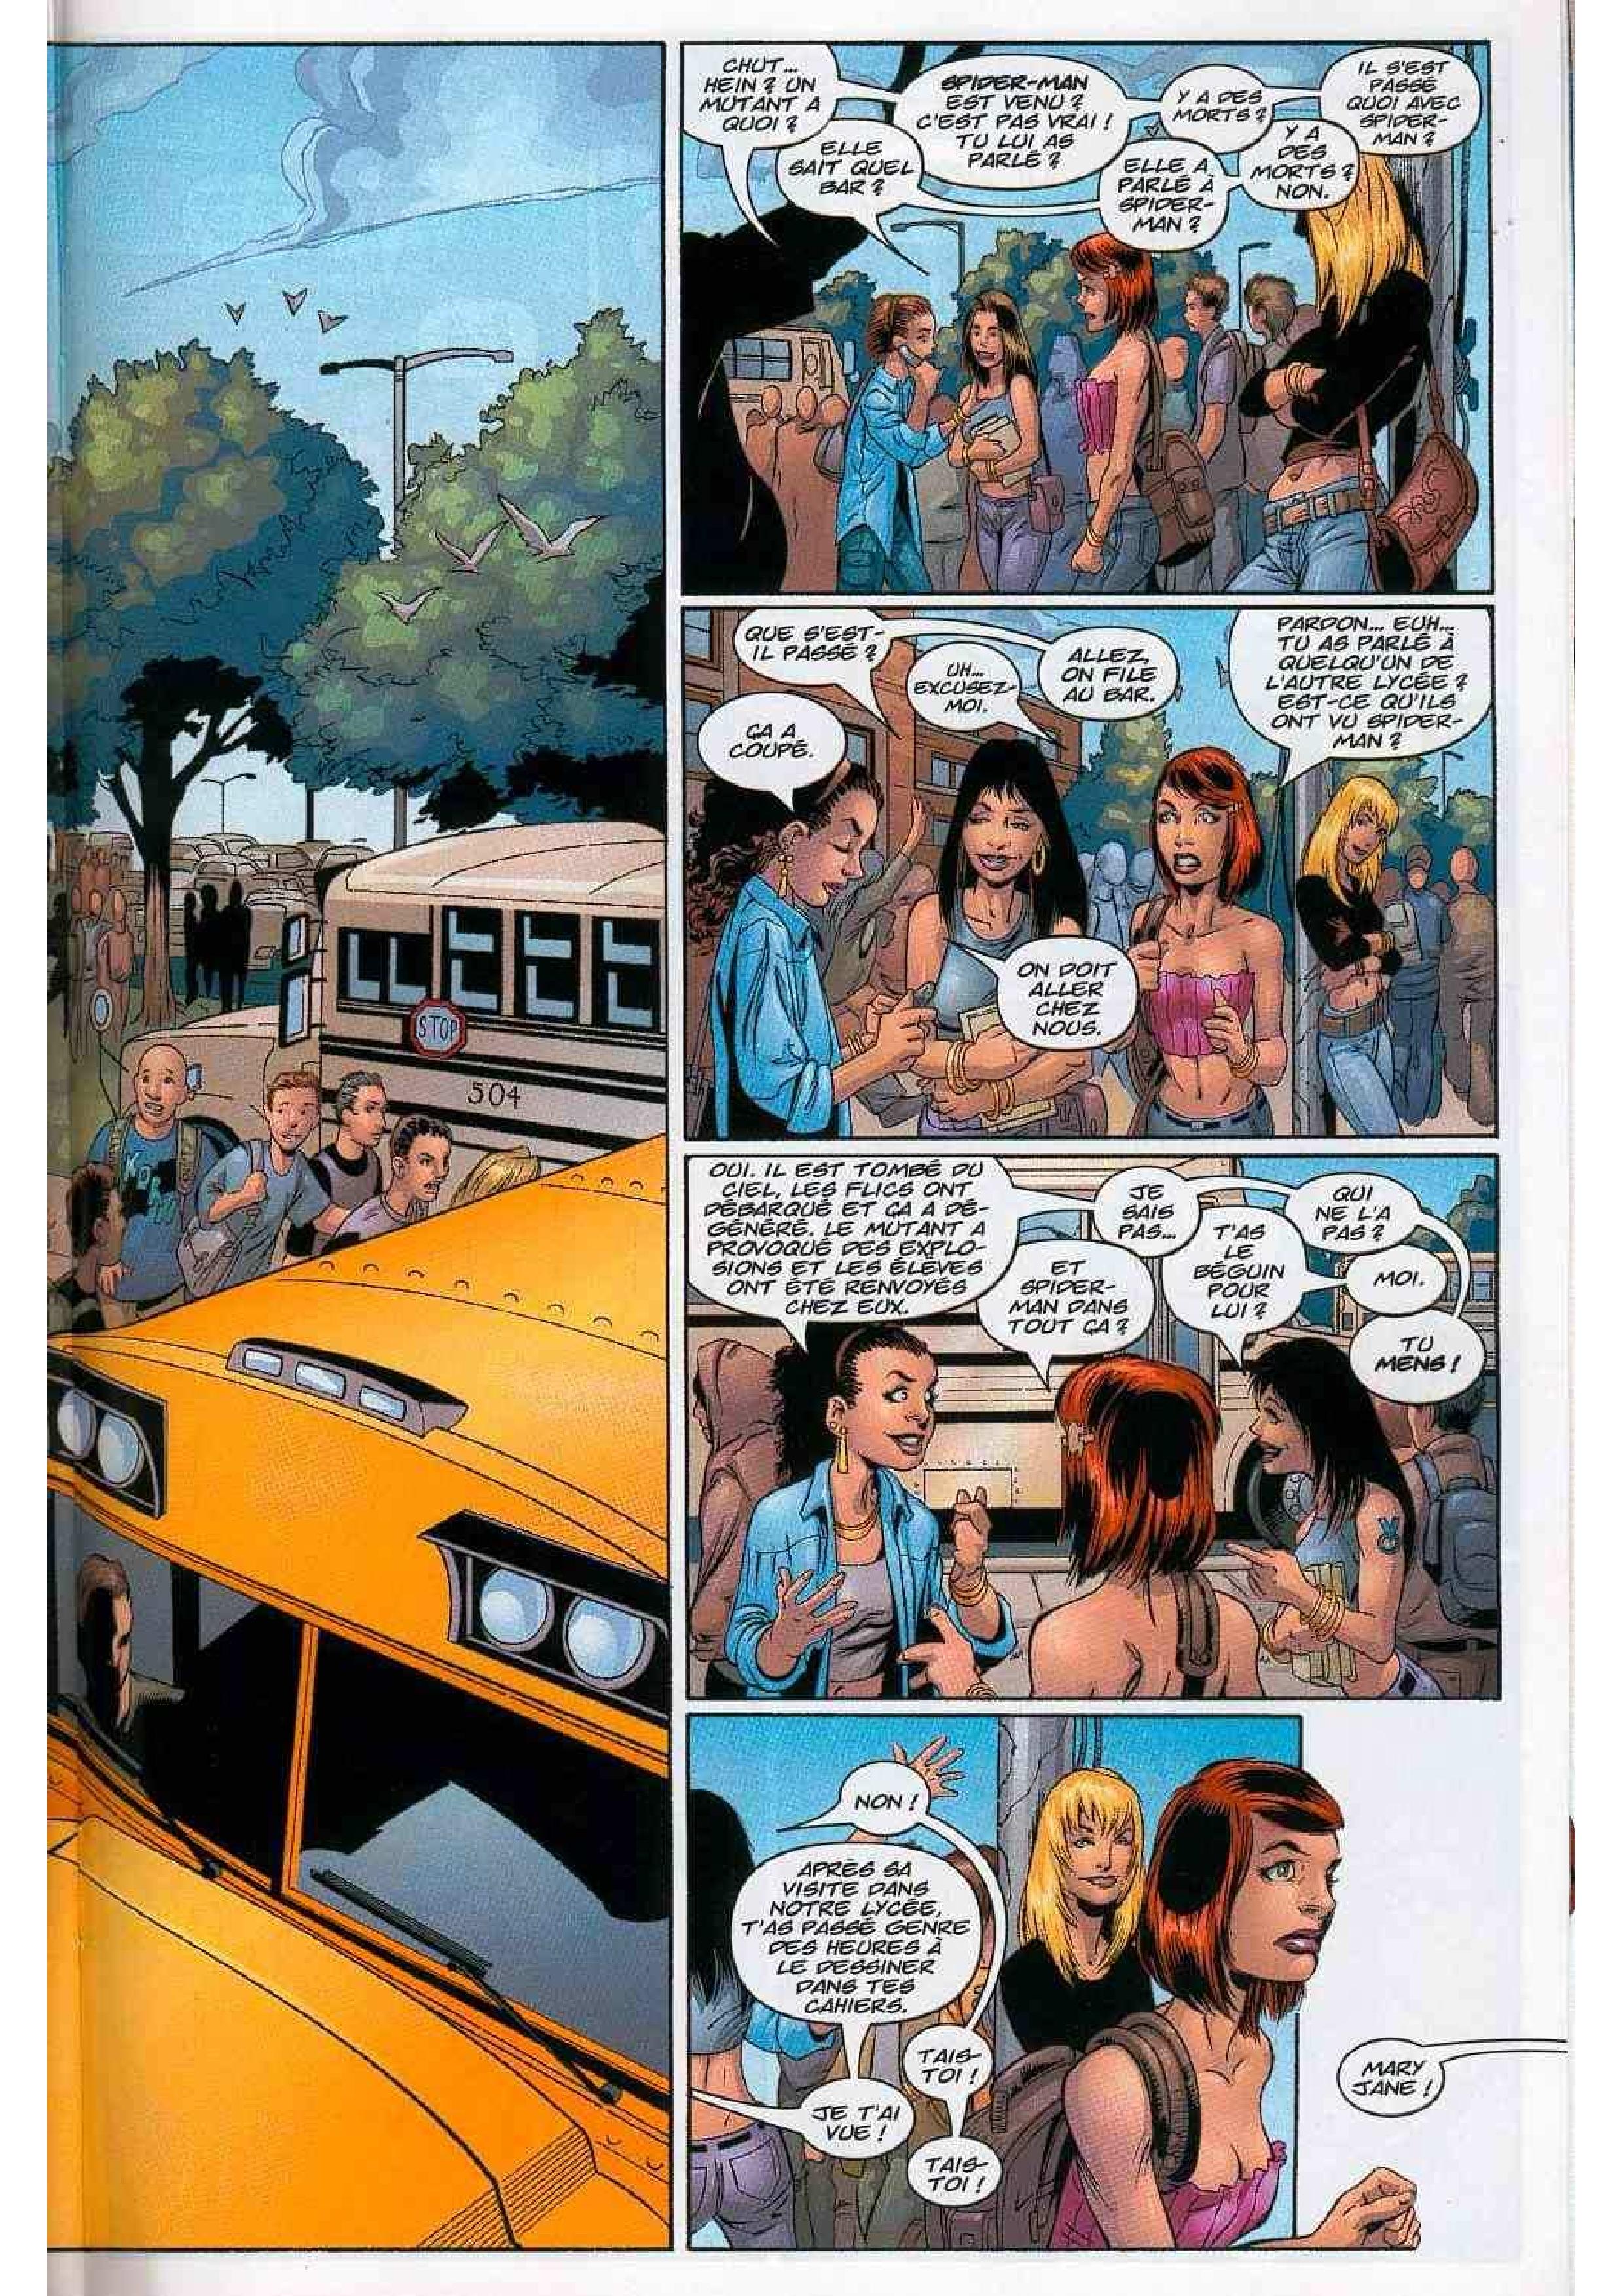 STOP
504
CHUT...
HEIN ? UN
MUTANT A
QUOI ?
ELLE
SAIT QUEL
BAR ?
SPIDER-MAN
EST VENU ?
C'EST PAS VRAI !
TU LUI AS
PARLÉ ?
Y A DES
MORTS ?
ELLE A
PARLÉ À
SPIDER-
MAN ?
Y A
DES
MORTS ?
NON.
IL S'EST
PASSÉ
QUOI AVEC
SPIDER-
MAN ?
ÇA A
COUPÉ.
QUE S'EST-
IL PASSÉ ?
UH...
EXCUSEZ-
MOI.
ALLEZ,
ON FILE
AU BAR.
ON DOIT
ALLER
CHEZ
NOUS.
PARDON... EUH...
TU AS PARLÉ À
QUELQU'UN DE
L'AUTRE LYCÉE ?
EST-CE QU'ILS
ONT VU SPIDER-
MAN ?
OUI. IL EST TOMBÉ DU
CIEL, LES FLICS ONT
DÉBARQUÉ ET ÇA A DÉ-
GÉNÉRÉ. LE MUTANT A
PROVOQUÉ DES EXPLO-
SIONS ET LES ÉLÈVES
ONT ÉTÉ RENVOYÉS
CHEZ EUX.
ET
SPIDER-
MAN DANS
TOUT ÇA ?
JE
SAIS
PAS...
T'AS
LE
BÉGUIN
POUR
LUI ?
QUI
NE L'A
PAS ?
MOI.
TU
MENS !
NON !
APRÈS SA
VISITE DANS
NOTRE LYCÉE,
T'AS PASSÉ GENRE
DES HEURES À
LE DESSINER
DANS TES
CAHIERS.
TAIS-
TOI !
JE T'AI
VUE !
TAIS-
TOI !
MARY
JANE !